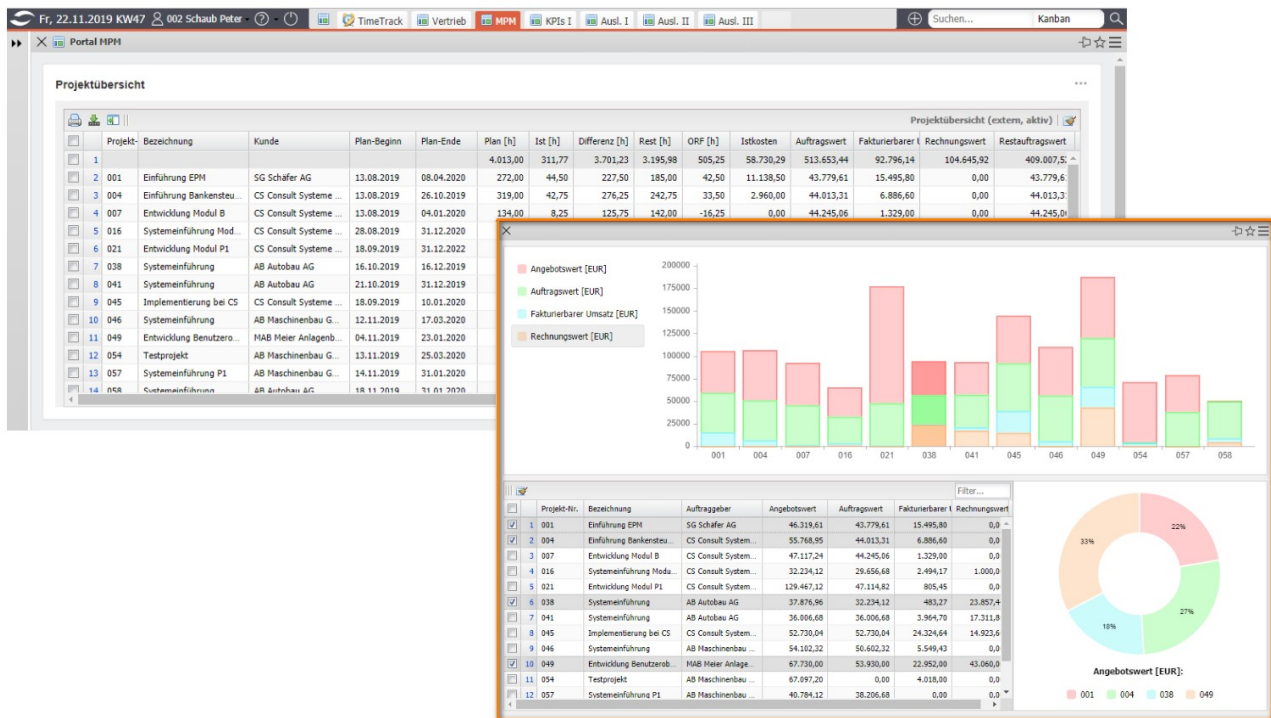 Fr, 22.11.2019 KW47 002 Schaub Peter TimeTrack Vertrieb MPM KPIs I Ausl. I Ausl. II Ausl. III Suchen... Kanban
Portal MPM
Projektübersicht
Projektübersicht (extern, aktiv)
Projekt- Bezeichnung Kunde Plan-Beginn Plan-Ende Plan [h] Ist [h] Differenz [h] Rest [h] ORF [h] Istkosten Auftragswert Fakturierbarer Rechnungswert Restauftragswert
1 4.013,00 311,77 3.701,23 3.195,98 505,25 58.730,29 513.653,44 92.796,14 104.645,92 409.007,5
2 001 Einführung EPM SG Schäfer AG 13.08.2019 08.04.2020 272,00 44,50 227,50 185,00 42,50 11.138,50 43.779,61 15.495,80 0,00 43.779,6
3 004 Einführung Bankensteu... CS Consult Systeme ... 13.08.2019 26.10.2019 319,00 42,75 276,25 242,75 33,50 2.960,00 44.013,31 6.886,60 0,00 44.013,3
4 007 Entwicklung Modul B CS Consult Systeme ... 13.08.2019 04.01.2020 134,00 8,25 125,75 142,00 -16,25 0,00 44.245,06 1.329,00 0,00 44.245,0
5 016 Systemeinführung Mod... CS Consult Systeme ... 28.08.2019 31.12.2020
6 021 Entwicklung Modul P1 CS Consult Systeme ... 18.09.2019 31.12.2022
7 038 Systemeinführung AB Autobau AG 16.10.2019 16.12.2019
8 041 Systemeinführung AB Autobau AG 21.10.2019 31.12.2019
9 045 Implementierung bei CS CS Consult Systeme ... 18.09.2019 10.01.2020
10 046 Systemeinführung AB Maschinenbau G... 12.11.2019 17.03.2020
11 049 Entwicklung Benutzero... MAB Meier Anlagenb... 04.11.2019 23.01.2020
12 054 Testprojekt AB Maschinenbau G... 13.11.2019 25.03.2020
13 057 Systemeinführung P1 AB Maschinenbau G... 14.11.2019 31.01.2020
14 058 Systemeinführung AB Autobau AG 18.11.2019 31.01.2020
Angebotswert [EUR]
Auftragswert [EUR]
Fakturierbarer Umsatz [EUR]
Rechnungswert [EUR]
200000
175000
150000
125000
100000
75000
50000
25000
0
001 004 007 016 021 038 041 045 046 049 054 057 058
Filter...
Projekt-Nr. Bezeichnung Auftraggeber Angebotswert Auftragswert Fakturierbarer Rechnungswert
1 001 Einführung EPM SG Schäfer AG 46.319,61 43.779,61 15.495,80 0,0
2 004 Einführung Bankensteu... CS Consult System... 55.768,95 44.013,31 6.886,60 0,0
3 007 Entwicklung Modul B CS Consult System... 47.117,24 44.245,06 1.329,00 0,0
4 016 Systemeinführung Modu... CS Consult System... 32.234,12 29.656,68 2.494,17 1.000,0
5 021 Entwicklung Modul P1 CS Consult System... 129.467,12 47.114,82 805,45 0,0
6 038 Systemeinführung AB Autobau AG 37.876,96 32.234,12 483,27 23.857,4
7 041 Systemeinführung AB Autobau AG 36.006,68 36.006,68 3.964,70 17.311,8
8 045 Implementierung bei CS CS Consult System... 52.730,04 52.730,04 24.324,64 14.923,6
9 046 Systemeinführung AB Maschinenbau ... 54.102,32 50.602,32 5.549,43 0,0
10 049 Entwicklung Benutzerob... MAB Meier Anlage... 67.730,00 53.930,00 22.952,00 43.060,0
11 054 Testprojekt AB Maschinenbau ... 67.097,20 0,00 4.018,00 0,0
12 057 Systemeinführung P1 AB Maschinenbau ... 40.784,12 38.206,68 0,00 0,0
22%
33%
27%
18%
Angebotswert [EUR]:
001 004 038 049